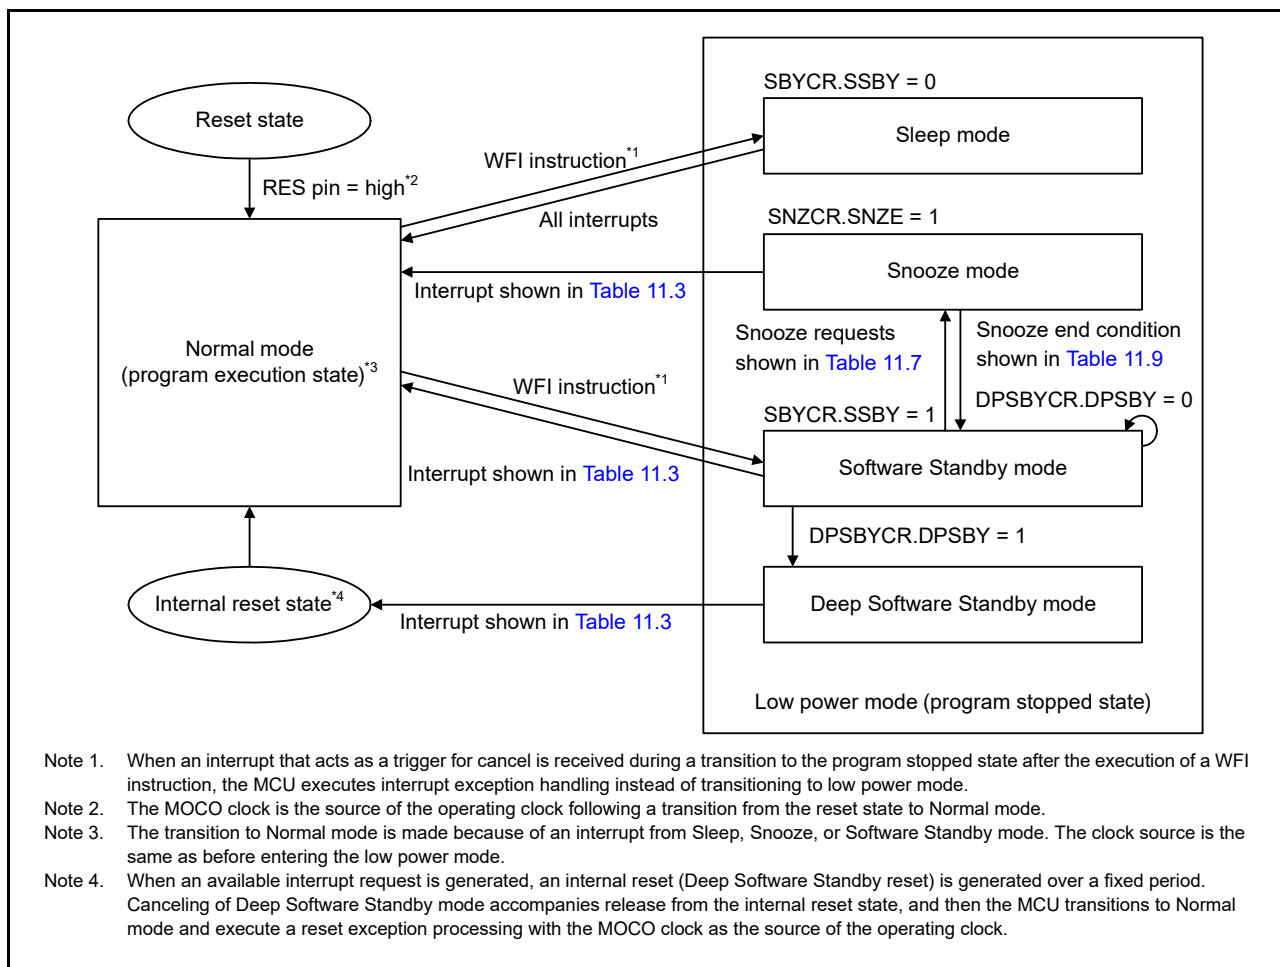 SBYCR.SSBY = 0
Reset state
Sleep mode
WFI instruction*1
RES pin = high*2
All interrupts
SNZCR.SNZE = 1
Snooze mode
Interrupt shown in Table 11.3
Snooze requests
shown in Table 11.7
Snooze end condition
shown in Table 11.9
Normal mode
(program execution state)*3
WFI instruction*1
DPSBYCR.DPSBY = 0
SBYCR.SSBY = 1
Software Standby mode
Interrupt shown in Table 11.3
DPSBYCR.DPSBY = 1
Internal reset state*4
Deep Software Standby mode
Interrupt shown in Table 11.3
Low power mode (program stopped state)
Note 1. When an interrupt that acts as a trigger for cancel is received during a transition to the program stopped state after the execution of a WFI
instruction, the MCU executes interrupt exception handling instead of transitioning to low power mode.
Note 2. The MOCO clock is the source of the operating clock following a transition from the reset state to Normal mode.
Note 3. The transition to Normal mode is made because of an interrupt from Sleep, Snooze, or Software Standby mode. The clock source is the
same as before entering the low power mode.
Note 4. When an available interrupt request is generated, an internal reset (Deep Software Standby reset) is generated over a fixed period.
Canceling of Deep Software Standby mode accompanies release from the internal reset state, and then the MCU transitions to Normal
mode and execute a reset exception processing with the MOCO clock as the source of the operating clock.